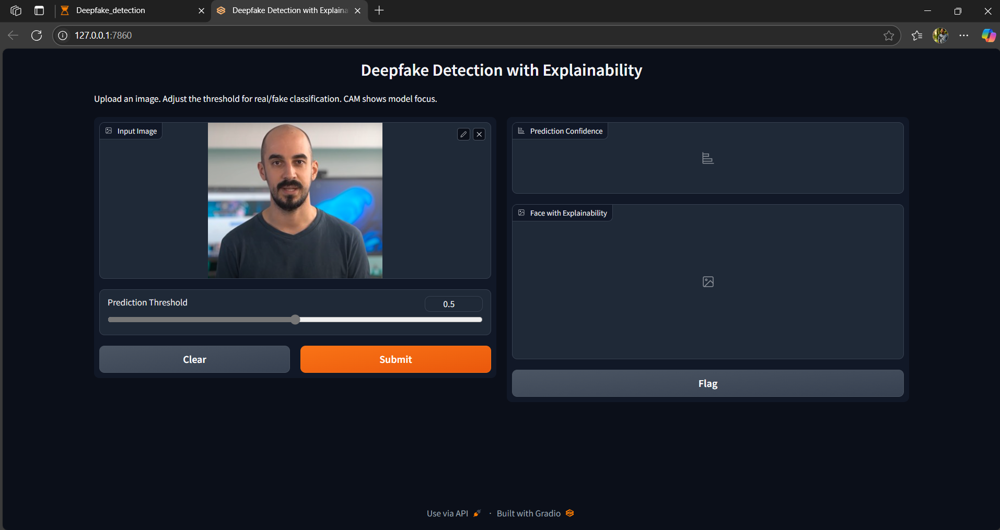 Deepfake_detection
Deepfake Detection with Explaina
127.0.0.1:7860
Deepfake Detection with Explainability
Upload an image. Adjust the threshold for real/fake classification. CAM shows model focus.
Input Image
Prediction Threshold
0.5
Clear
Submit
Prediction Confidence
Face with Explainability
Flag
Use via API · Built with Gradio